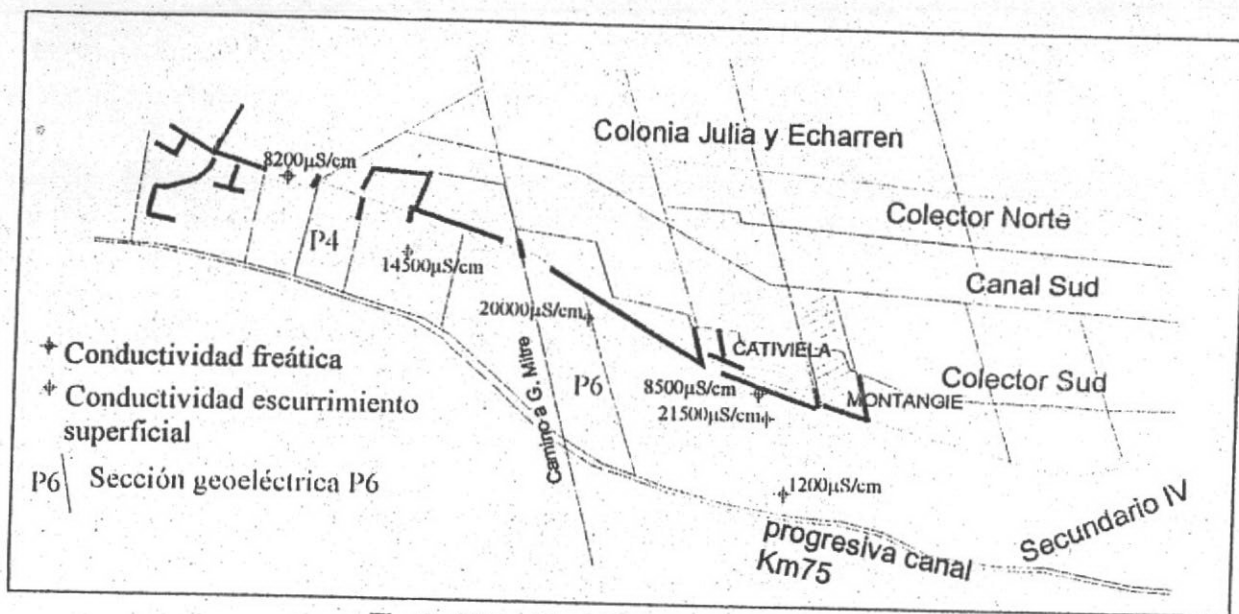 Colonia Julia y Echarren
8200µS/cm
Colector Norte
P4
14500µS/cm
Canal Sud
20000µS/cm
Camino a G. Mitre
P6
CATIVIELA
8500µS/cm
21500µS/cm
MONTANGIE
Colector Sud
Conductividad freática
Conductividad escurrimiento
superficial
P6 Sección geoeléctrica P6
1200µS/cm
progresiva canal
Km75
Secundario IV